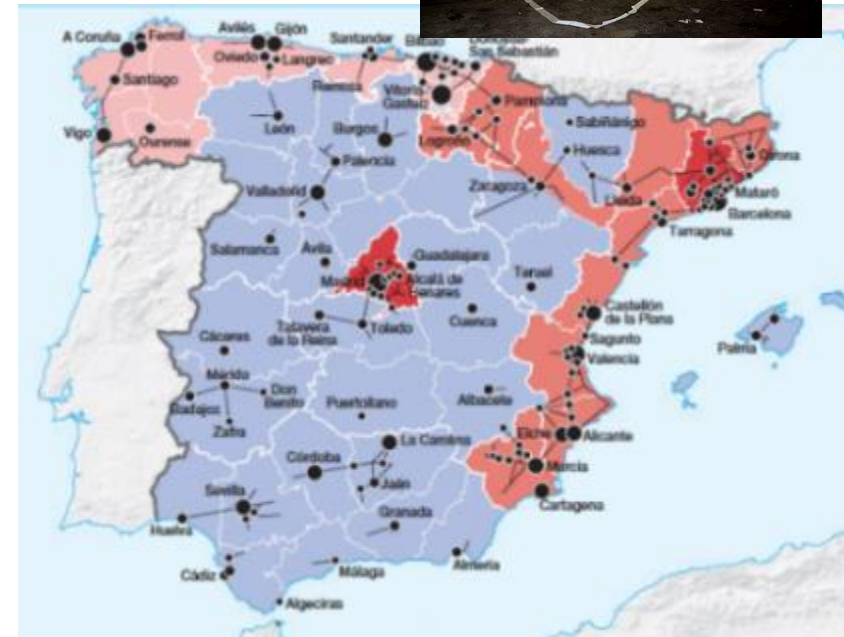 A Coruña
Ferrol
Avilés
Gijón
Santander
Bilbao
San Sebastián
Oviedo
Langreo
Santiago
Reinosa
Vitoria
Gasteiz
Pamplona
Vigo
Ourense
León
Burgos
Logroño
Sabiñánigo
Huesca
Girona
Palencia
Valladolid
Zaragoza
Lleida
Mataró
Barcelona
Tarragona
Salamanca
Ávila
Guadalajara
Madrid
Alcalá de
Henares
Teruel
Talavera
de la Reina
Toledo
Cuenca
Castellón
de la Plana
Sagunto
Valencia
Palma
Cáceres
Mérida
Don
Benito
Badajos
Zafra
Puertollano
Albacete
La Carolina
Elche
Alicante
Córdoba
Murcia
Jaén
Cartagena
Sevilla
Granada
Huelva
Cádiz
Málaga
Almería
Algeciras